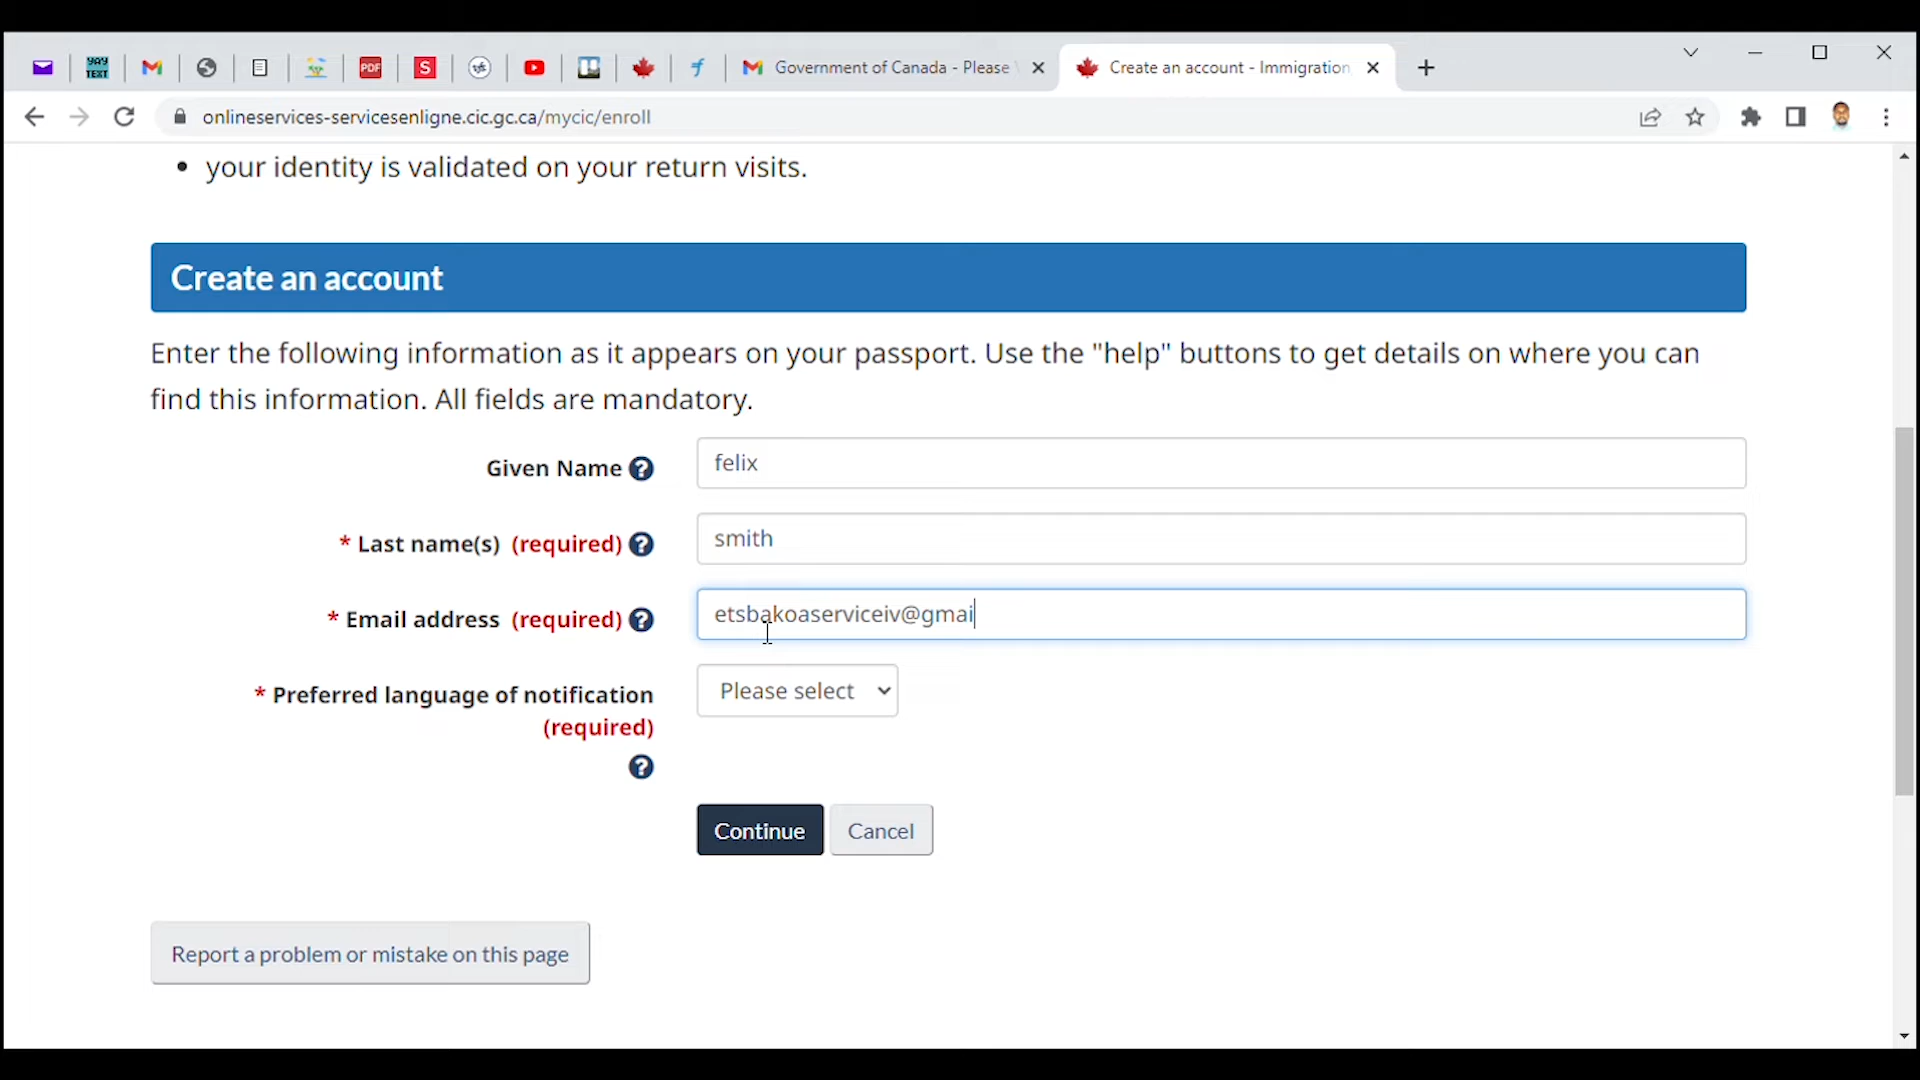 YAY
TEXT
PDF
S
Government of Canada - Please
Create an account - Immigration
onlineservices-servicesenligne.cic.gc.ca/mycic/enroll
• your identity is validated on your return visits.
Create an account
Enter the following information as it appears on your passport. Use the "help" buttons to get details on where you can
find this information. All fields are mandatory.
Given Name ?
felix
* Last name(s) (required) ?
smith
* Email address (required) ?
etsbakoaserviceiv@gmai
* Preferred language of notification
(required)
?
Please select
Continue
Cancel
Report a problem or mistake on this page